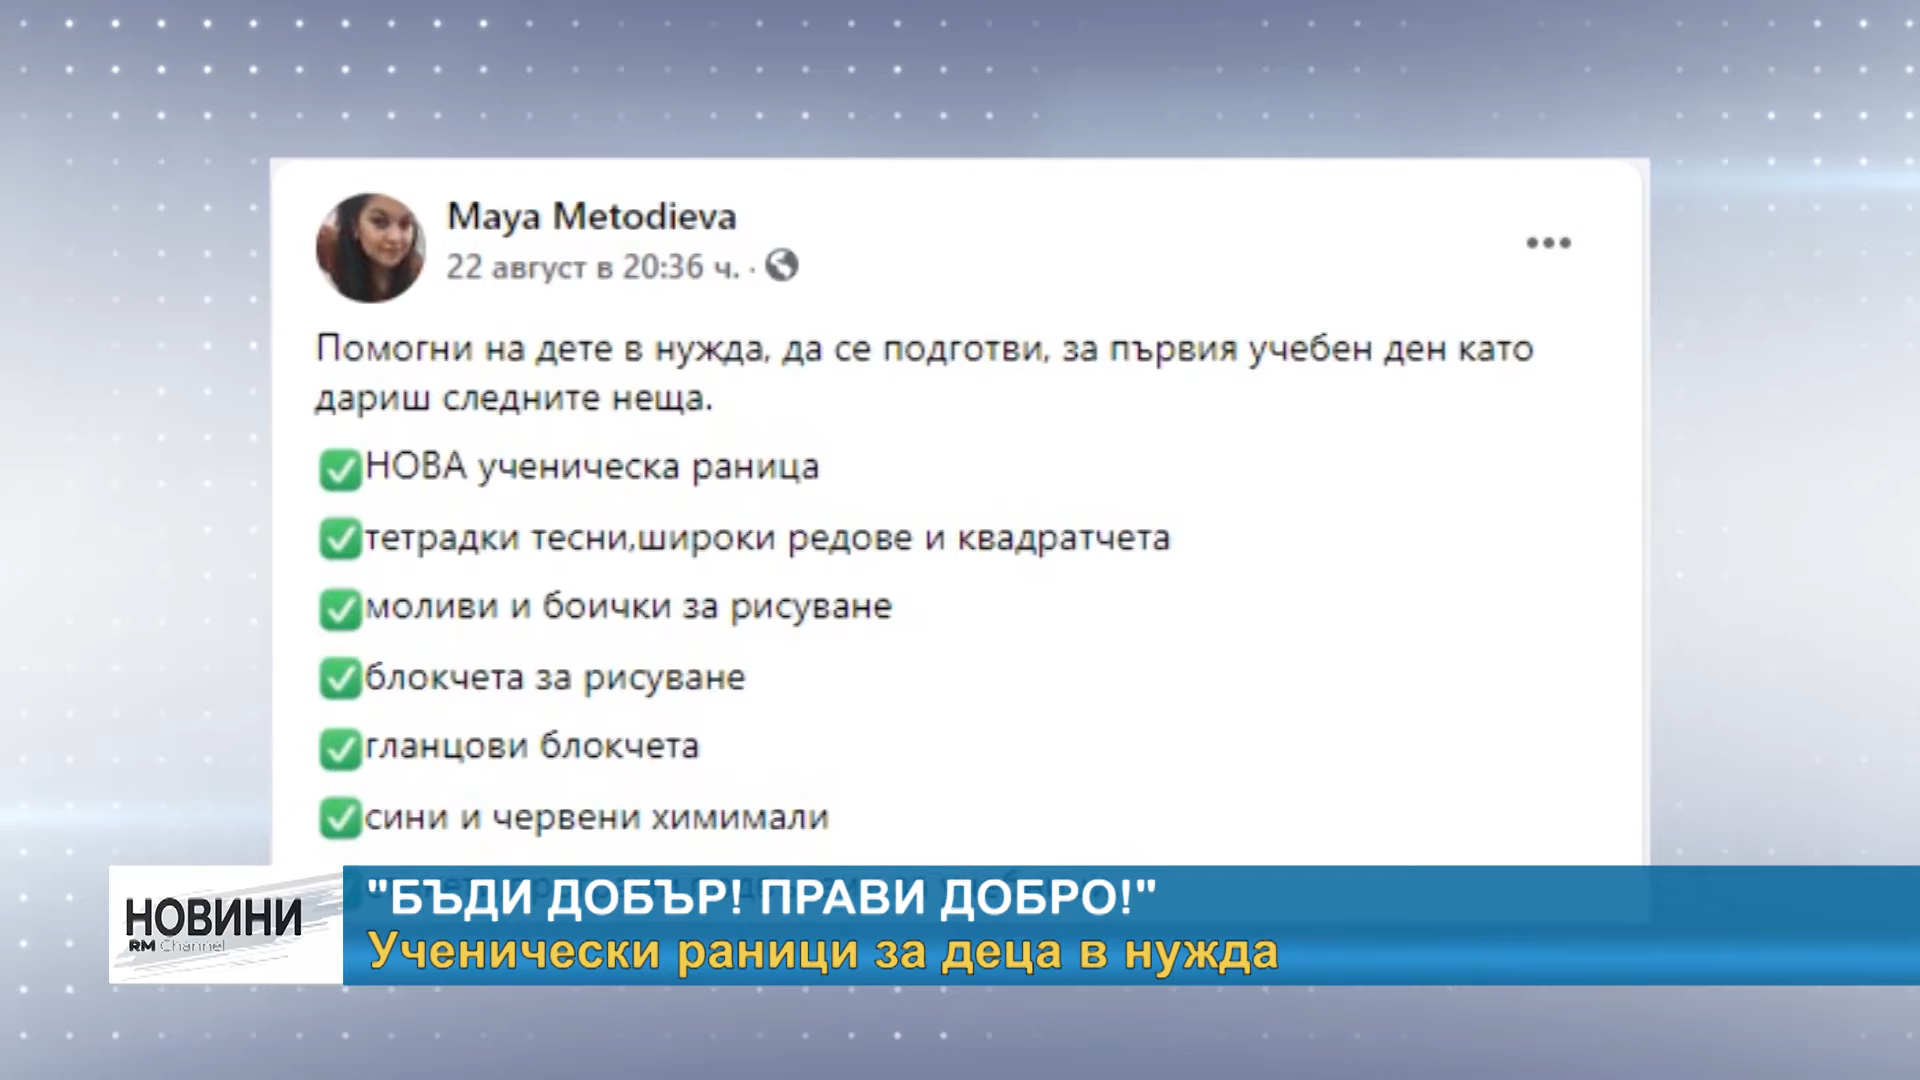 Maya Metodieva
22 август в 20:36 ч. ·
Помогни на дете в нужда, да се подготви, за първия учебен ден като
дариш следните неща.
✅НОВА ученическа раница
✅тетрадки тесни,широки редове и квадратчета
✅моливи и боички за рисуване
✅блокчета за рисуване
✅гланцови блокчета
✅сини и червени химимали
НОВИНИ
RM Channel
"БЪДИ ДОБЪР! ПРАВИ ДОБРО!"
Ученически раници за деца в нужда